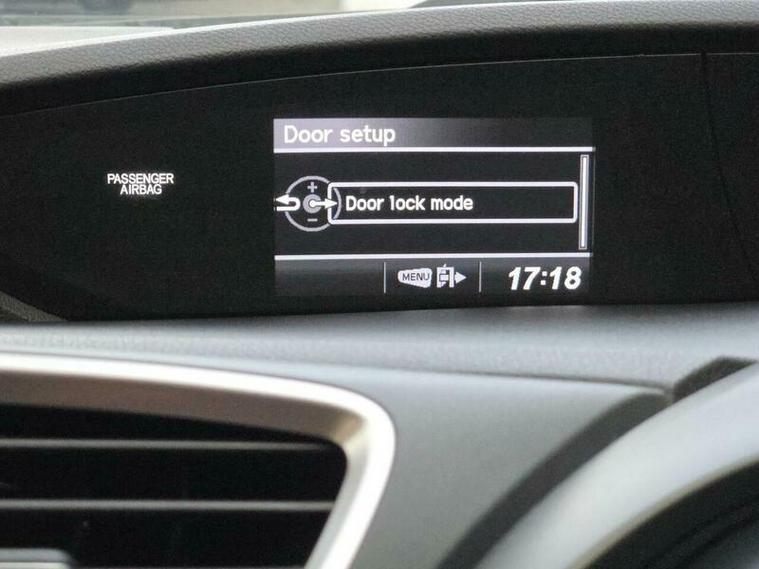 Door setup
PASSENGER
AIRBAG
Door lock mode
MENU
17:18